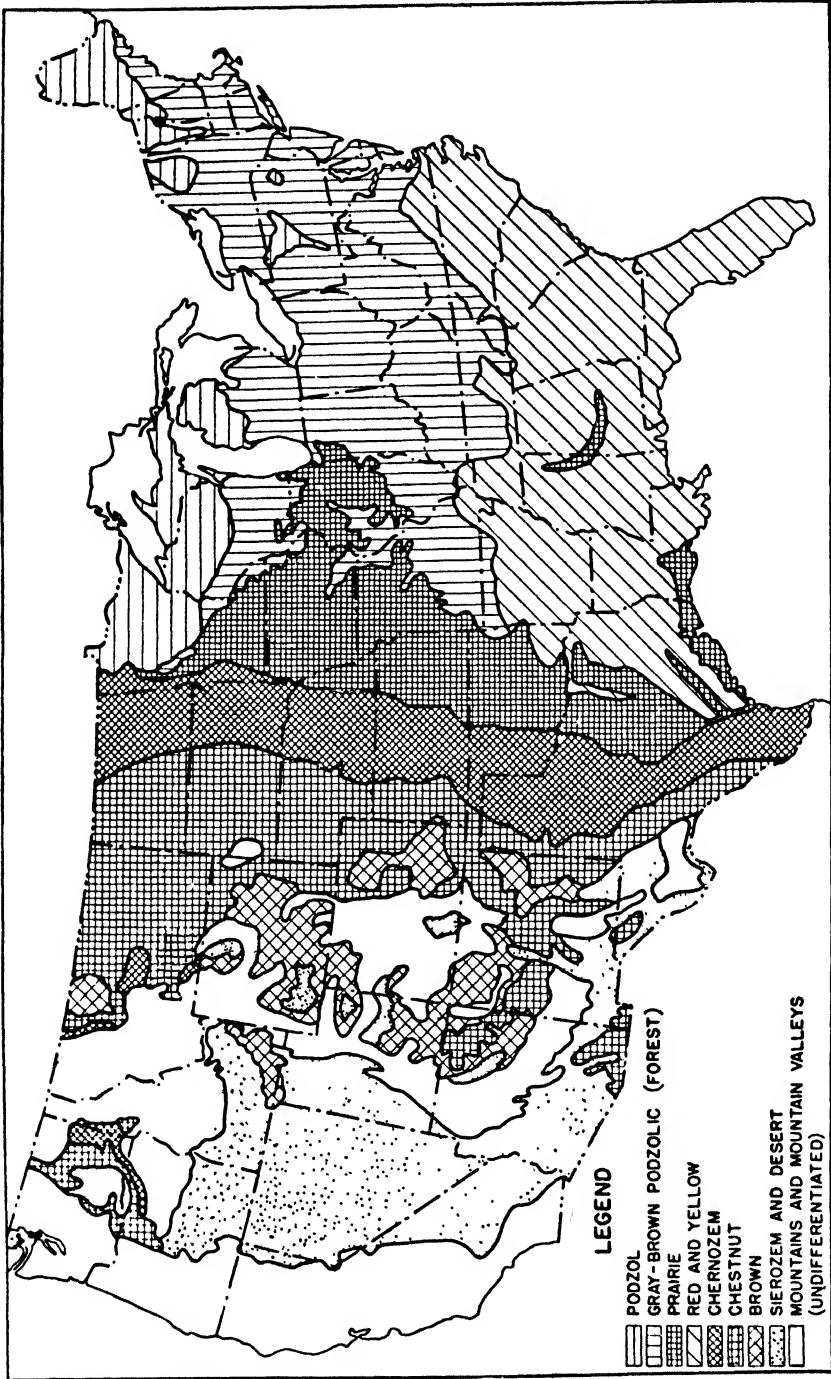 LEGEND
PODZOL
GRAY-BROWN PODZOLIC (FOREST)
PRAIRIE
RED AND YELLOW
CHERNOZEM
CHESTNUT
BROWN
SIEROZEM AND DESERT
MOUNTAINS AND MOUNTAIN VALLEYS
(UNDIFFERENTIATED)